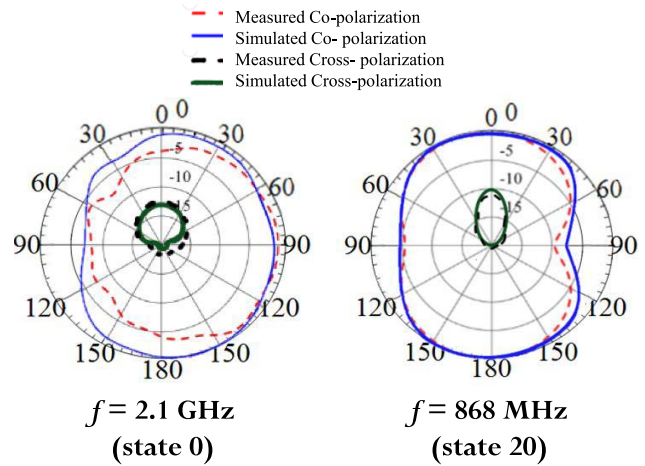 Measured Co-polarization
Simulated Co- polarization
Measured Cross- polarization
Simulated Cross-polarization
0 0
30 -5 30
60 -10 60
-15
90 90
120 120
150 150
180
0 0
30 -5 30
60 -10 60
-15
90 90
120 120
150 150
180
f = 2.1 GHz
(state 0)
f = 868 MHz
(state 20)